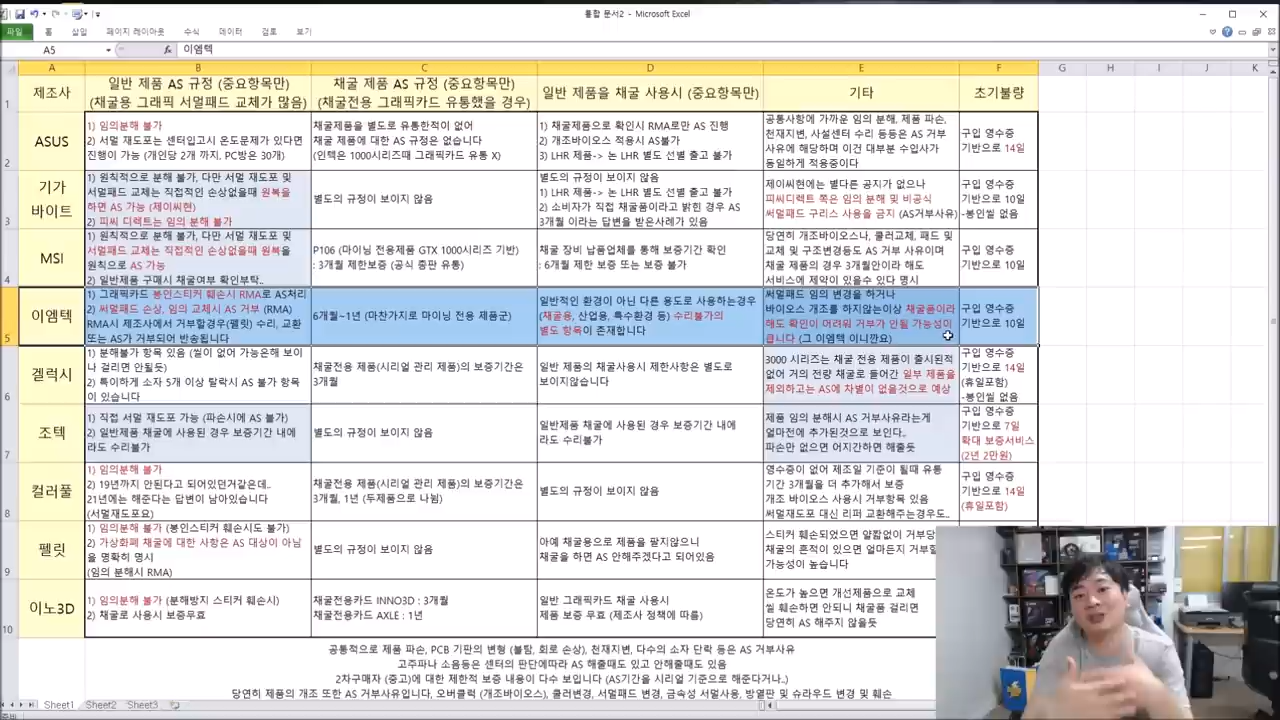 통합 문서2 - Microsoft Excel
파일 홈 삽입 페이지 레이아웃 수식 데이터 검토 보기
A5 fx 이엠텍
A B C D E F G H I J K
1
제조사
일반 제품 AS 규정 (중요항목만)
(채굴용 그래픽 서멀패드 교체가 많음)
채굴 제품 AS 규정 (중요항목만)
(채굴전용 그래픽카드 유통했을 경우)
일반 제품을 채굴 사용시 (중요항목만)
기타
초기불량
2
ASUS
1) 임의분해 불가
2) 서멀 재도포는 센터입고시 온도문제가 있다면
진행이 가능 (개인당 2개 까지, PC방은 30개)
채굴제품을 별도로 유통한적이 없어
채굴 제품에 대한 AS 규정은 없습니다
(인텍은 1000시리즈때 그래픽카드 유통 X)
1) 채굴제품으로 확인시 RMA로만 AS 진행
2) 개조바이오스 적용시 AS불가
3) LHR 제품-> 논 LHR 별도 선별 출고 불가
공통사항에 가까운 임의 분해, 제품 파손,
천재지변, 사설센터 수리 등등은 AS 거부
사유에 해당하며 이건 대부분 수입사가
동일하게 적용중이다
구입 영수증
기반으로 14일
3
기가
바이트
1) 원칙적으로 분해 불가, 다만 서멀 재도포 및
서멀패드 교체는 직접적인 손상없을때 원복을
하면 AS 가능 (제이씨현)
2) 피씨 디렉트는 임의 분해 불가
별도의 규정이 보이지 않음
별도의 규정이 보이지 않음
1) LHR 제품-> 논 LHR 별도 선별 출고 불가
2) 소비자가 직접 채굴품이라고 밝힌 경우 AS
3개월 이라는 답변을 받은사례가 있음
제이씨현에는 별다른 공지가 없으나
피씨디렉트 쪽은 임의 분해 및 비공식
써멀패드 구리스 사용을 금지 (AS거부사유)
구입 영수증
기반으로 10일
-봉인씰 없음
4
MSI
1) 원칙적으로 분해 불가, 다만 서멀 재도포 및
서멀패드 교체는 직접적인 손상없을때 원복을
원칙으로 AS 가능
2) 일반제품 구매시 채굴여부 확인부탁..
P106 (마이닝 전용제품 GTX 1000시리즈 기반)
: 3개월 제한보증 (공식 총판 유통)
채굴 장비 납품업체를 통해 보증기간 확인
: 6개월 제한 보증 또는 보증 불가
당연히 개조바이오스나, 쿨러교체, 패드 및
교체 및 구조변경등도 AS 거부 사유이며
채굴 제품의 경우 3개월안이라 해도
서비스에 제약이 있을수 있다 명시
구입 영수증
기반으로 10일
5
이엠텍
1) 그래픽카드 봉인스티커 훼손시 RMA로 AS처리
2) 써멀패드 손상, 임의 교체시 AS 거부 (RMA)
RMA시 제조사에서 거부할경우(팰릿) 수리, 교환
또는 AS가 거부되어 반송됩니다
6개월~1년 (마찬가지로 마이닝 전용 제품군)
일반적인 환경이 아닌 다른 용도로 사용하는경우
(채굴용, 산업용, 특수환경 등) 수리불가의
별도 항목이 존재합니다
써멀패드 임의 변경을 하거나
바이오스 개조를 하지않는이상 채굴품이라
해도 확인이 어려워 거부가 안될 가능성이
큽니다 (그 이엠텍 이니깐요)
구입 영수증
기반으로 10일
6
겔럭시
1) 분해불가 항목 있음 (씰이 없어 가능은해 보이
나 걸리면 안될듯)
2) 특이하게 소자 5개 이상 탈락시 AS 불가 항목
이 있습니다
채굴전용 제품 (시리얼 관리 제품)의 보증기간은
3개월
일반 제품의 채굴사용시 제한사항은 별도로
보이지않습니다
3000 시리즈는 채굴 전용 제품이 출시된적
없어 거의 전량 채굴로 들어간 일부 제품을
제외하고는 AS에 차별이 없을것으로 예상
구입 영수증
기반으로 14일
(휴일포함)
-봉인씰 없음
7
조텍
1) 직접 서멀 재도포 가능 (파손시에 AS 불가)
2) 일반제품 채굴에 사용된 경우 보증기간 내에
라도 수리불가
별도의 규정이 보이지 않음
일반제품 채굴에 사용된 경우 보증기간 내에
라도 수리불가
제품 임의 분해시 AS 거부사유라는게
얼마전에 추가된것으로 보인다..
파손만 없으면 어지간하면 해줄듯
구입 영수증
기반으로 7일
확대 보증서비스
(2년 2만원)
8
컬러풀
1) 임의분해 불가
2) 19년까지 안된다고 되어있던거같은데..
21년에는 해준다는 답변이 남아있습니다
(서멀재도포요)
채굴전용 제품 (시리얼 관리 제품)의 보증기간은
3개월, 1년 (두제품으로 나뉨)
별도의 규정이 보이지 않음
영수증이 없어 제조일 기준이 될때 유통
기간 3개월을 더 추가해서 보증
개조 바이오스 사용시 거부항목 있음
써멀재도포 대신 리퍼 교환해주는경우도..
구입 영수증
기반으로 14일
(휴일포함)
9
펠릿
1) 임의분해 불가 (봉인스티커 훼손시도 불가)
2) 가상화폐 채굴에 대한 사항은 AS 대상이 아님
을 명확히 명시
(임의 분해시 RMA)
별도의 규정이 보이지 않음
아예 채굴용으로 제품을 팔지않으니
채굴을 하면 AS 안해주겠다고 되어있음
스티커 훼손되었으면 얄짤없이 거부당
채굴의 흔적이 있으면 얼마든지 거부할
가능성이 높습니다
10
이노3D
1) 임의분해 불가 (분해방지 스티커 훼손시)
2) 채굴로 사용시 보증무효
채굴전용카드 INNO3D : 3개월
채굴전용카드 AXLE : 1년
일반 그래픽카드 채굴 사용시
제품 보증 무효 (제조사 정책에 따름)
온도가 높으면 개선제품으로 교체
씰 훼손하면 안되니 채굴품 걸리면
당연히 AS 해주지 않을듯
공통적으로 제품 파손, PCB 기판의 변형 (불탐, 회로 손상), 천재지변, 다수의 소자 단락 등은 AS 거부사유
고주파나 소음등은 센터의 판단에따라 AS 해줄때도 있고 안해줄때도 있음
2차구매자 (중고)에 대한 제한적 보증 내용이 다수 보입니다 (AS기간을 시리얼 기준으로 해준다거나..)
당연히 제품의 개조 또한 AS 거부사유입니다, 오버클럭 (개조바이오스), 쿨러변경, 서멀패드 변경, 금속성 서멀사용, 방열판 및 슈라우드 변경 및 훼손
Sheet1 Sheet2 Sheet3